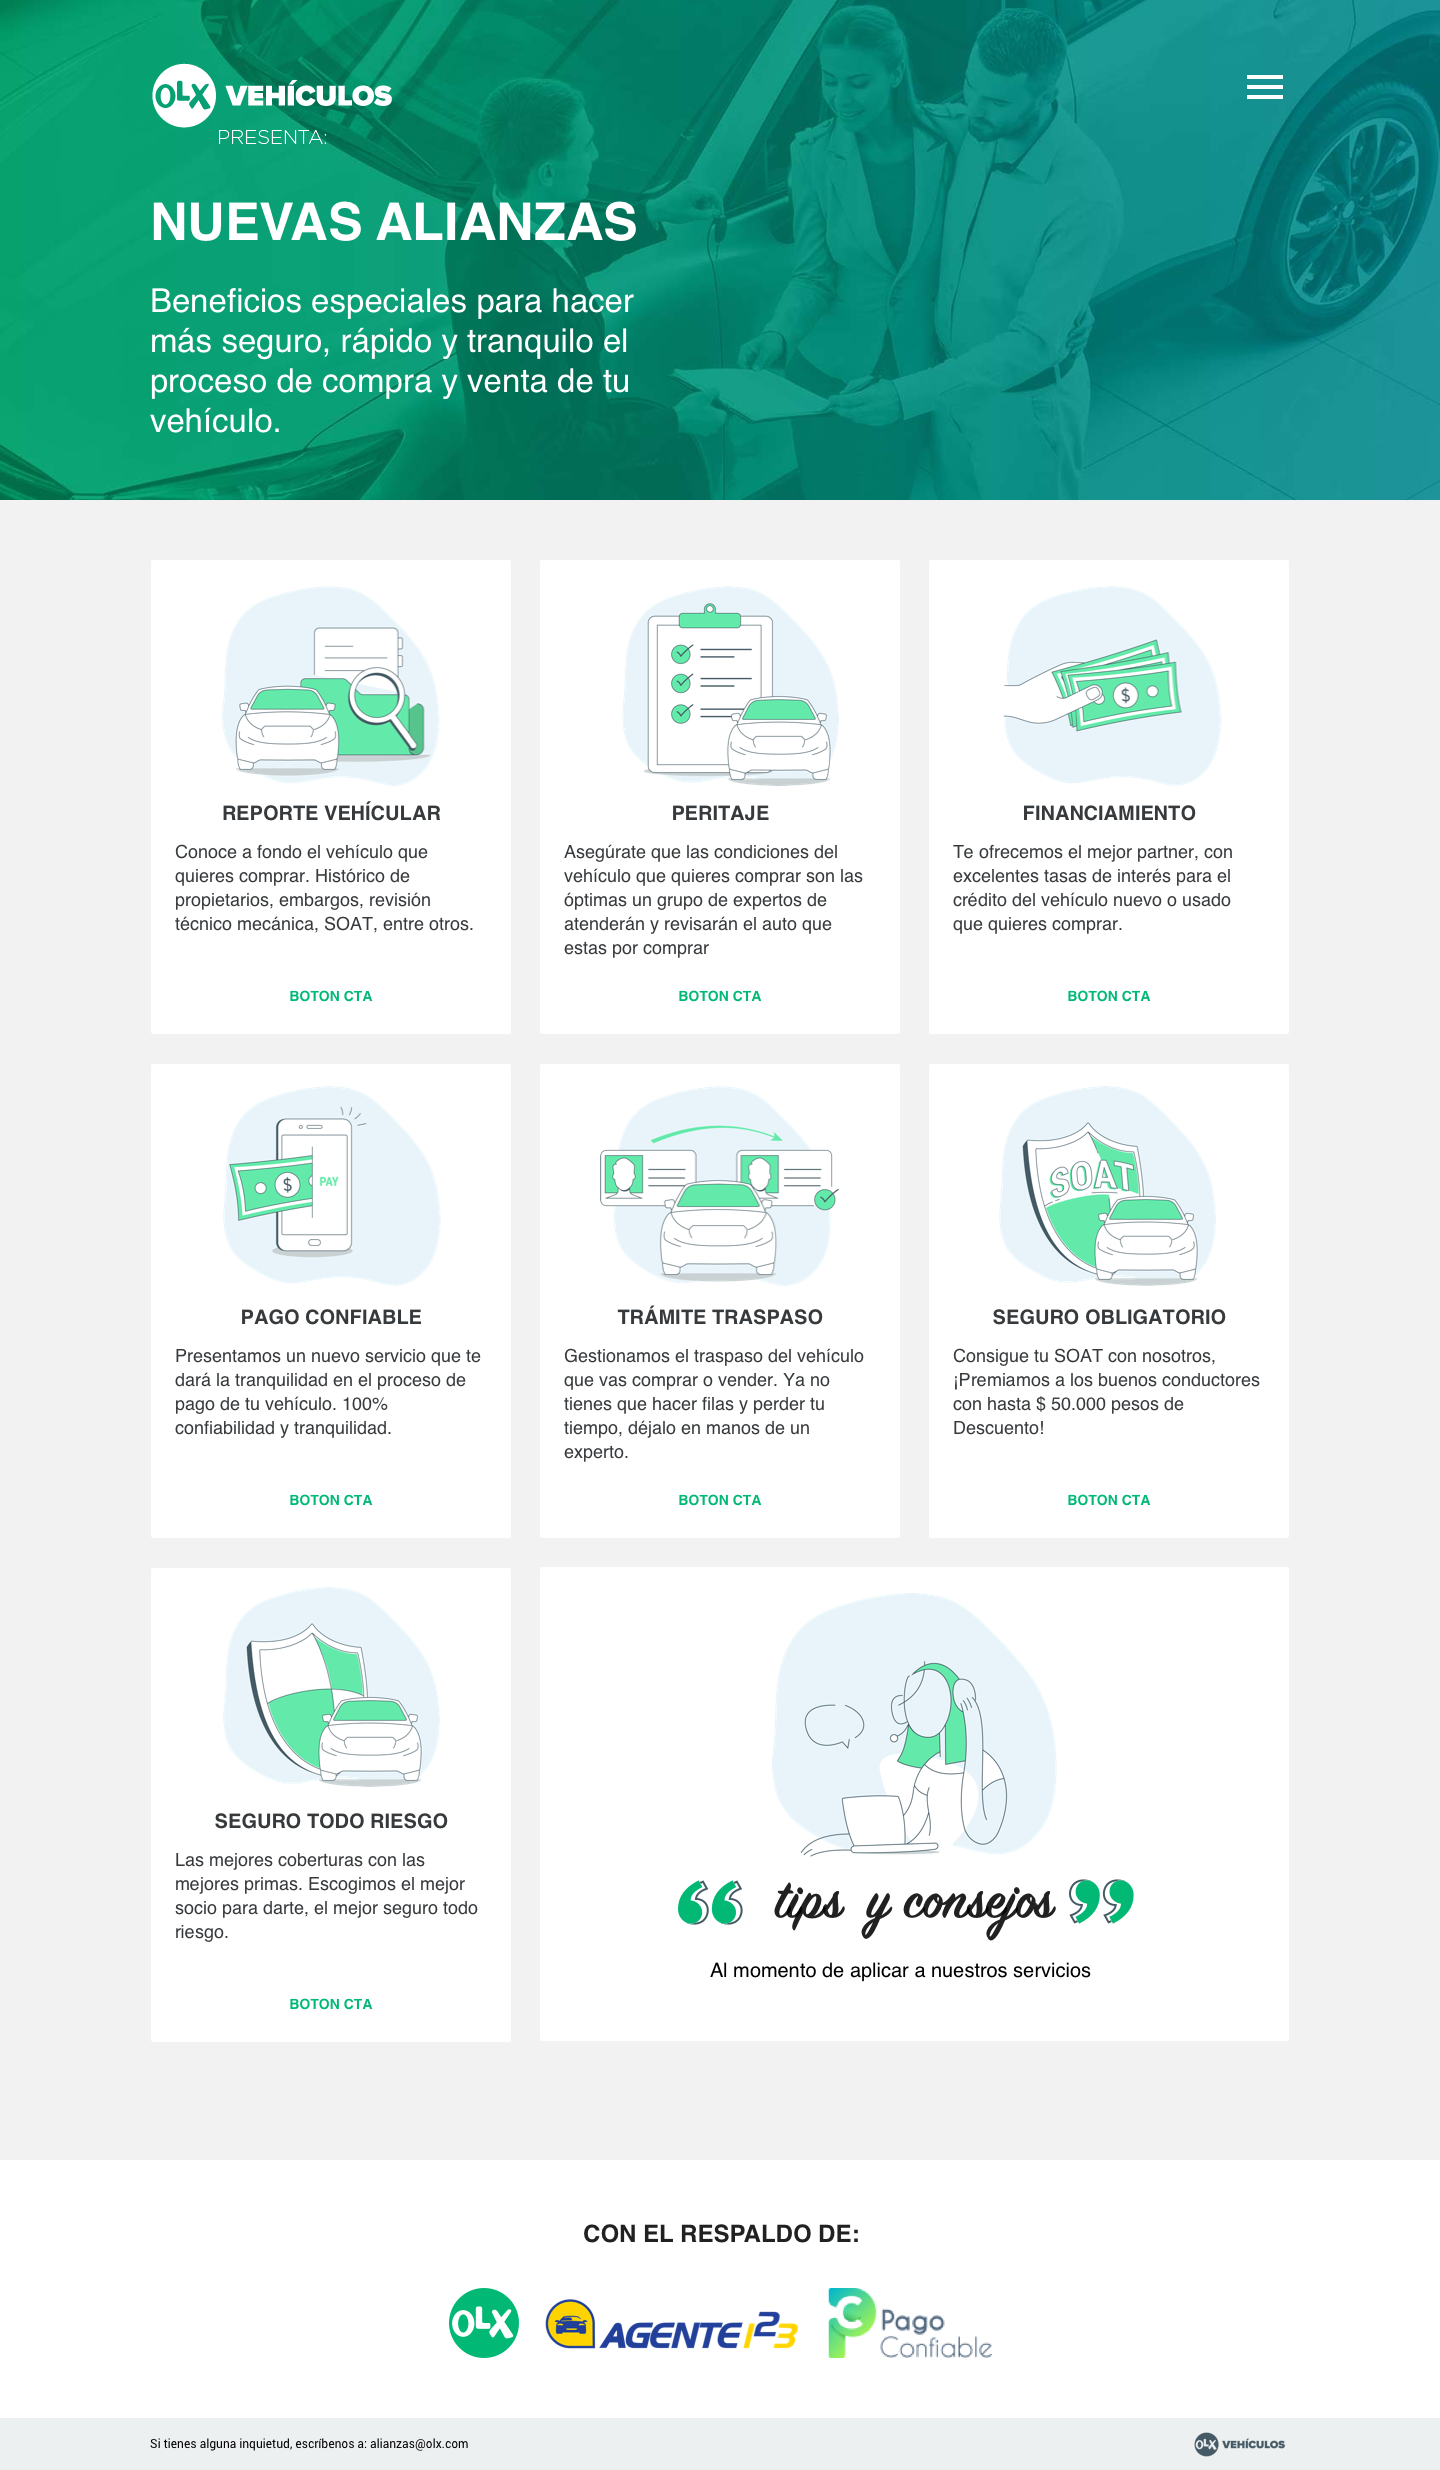 OLX VEHÍCULOS
PRESENTA:
NUEVAS ALIANZAS
Beneficios especiales para hacer
más seguro, rápido y tranquilo el
proceso de compra y venta de tu
vehículo.
REPORTE VEHÍCULAR
Conoce a fondo el vehículo que
quieres comprar. Histórico de
propietarios, embargos, revisión
técnico mecánica, SOAT, entre otros.
BOTON CTA
PERITAJE
Asegúrate que las condiciones del
vehículo que quieres comprar son las
óptimas un grupo de expertos de
atenderán y revisarán el auto que
estas por comprar
BOTON CTA
$
FINANCIAMIENTO
Te ofrecemos el mejor partner, con
excelentes tasas de interés para el
crédito del vehículo nuevo o usado
que quieres comprar.
BOTON CTA
$ PAY
PAGO CONFIABLE
Presentamos un nuevo servicio que te
dará la tranquilidad en el proceso de
pago de tu vehículo. 100%
confiabilidad y tranquilidad.
BOTON CTA
TRÁMITE TRASPASO
Gestionamos el traspaso del vehículo
que vas comprar o vender. Ya no
tienes que hacer filas y perder tu
tiempo, déjalo en manos de un
experto.
BOTON CTA
SOAT
SEGURO OBLIGATORIO
Consigue tu SOAT con nosotros,
¡Premiamos a los buenos conductores
con hasta $ 50.000 pesos de
Descuento!
BOTON CTA
SEGURO TODO RIESGO
Las mejores coberturas con las
mejores primas. Escogimos el mejor
socio para darte, el mejor seguro todo
riesgo.
BOTON CTA
“ tips y consejos ”
Al momento de aplicar a nuestros servicios
CON EL RESPALDO DE:
OLX
AGENTE 123
Pago
Confiable
Si tienes alguna inquietud, escríbenos a: alianzas@olx.com
OLX VEHÍCULOS